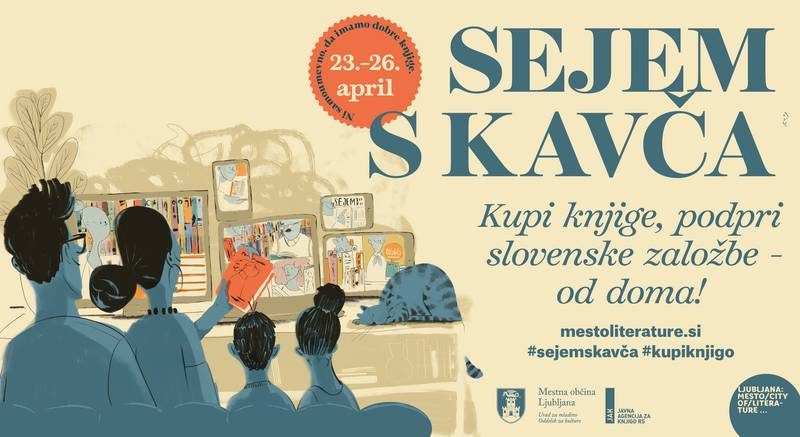 Ni samoumevno, da imamo dobre knjige.
23.–26.
april
SEJEM
S KAVČA
Kupi knjige, podpri
slovenske založbe -
od doma!
mestoliterature.si
#sejemskavča #kupiknjigo
SEJEM!
Mestna občina
Ljubljana
Urad za mladino
Oddelek za kulturo
JAK
JAVNA
AGENCIJA ZA
KNJIGO RS
LJUBLJANA:
MESTO/CITY
OF/LITERA-
TURE ...